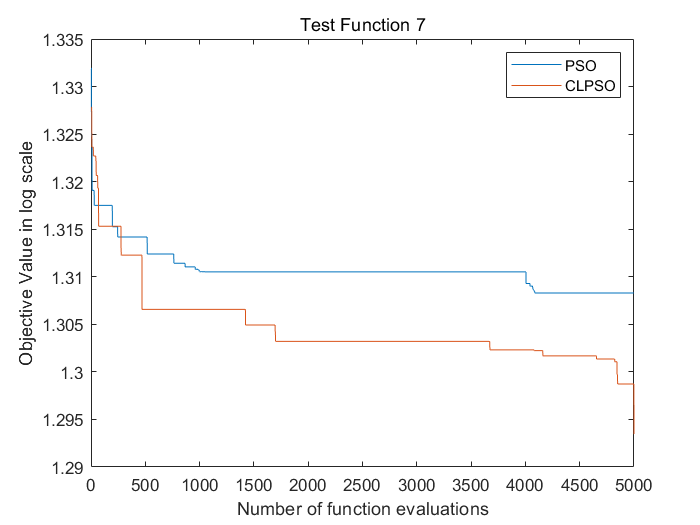 Test Function 7
PSO
CLPSO
Objective Value in log scale
1.335
1.33
1.325
1.32
1.315
1.31
1.305
1.3
1.295
1.29
0 500 1000 1500 2000 2500 3000 3500 4000 4500 5000
Number of function evaluations